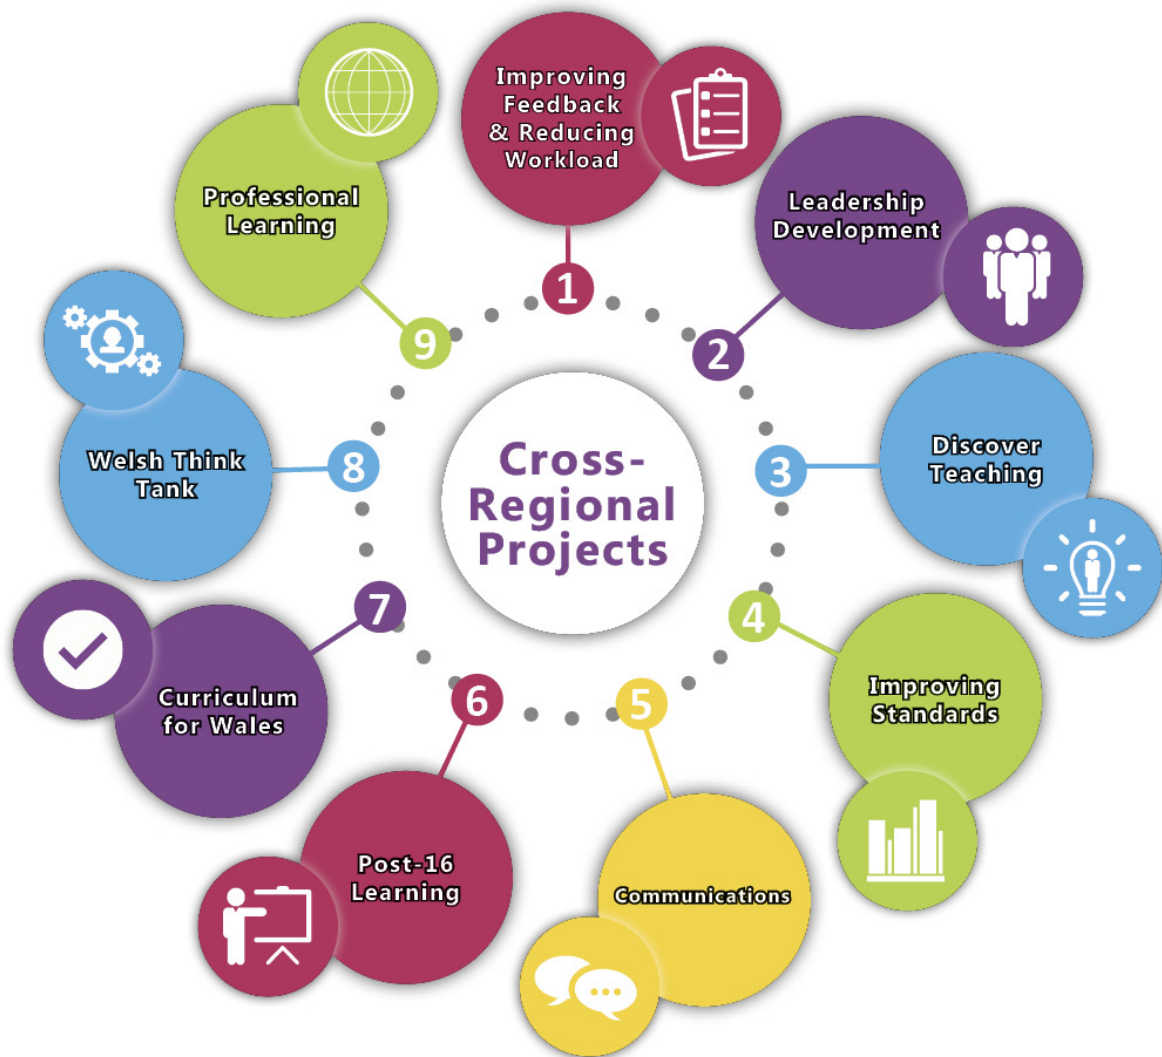 Cross-
Regional
Projects
1
Improving
Feedback
& Reducing
Workload
2
Leadership
Development
3
Discover
Teaching
4
Improving
Standards
5
Communications
6
Post-16
Learning
7
Curriculum
for Wales
8
Welsh Think
Tank
9
Professional
Learning